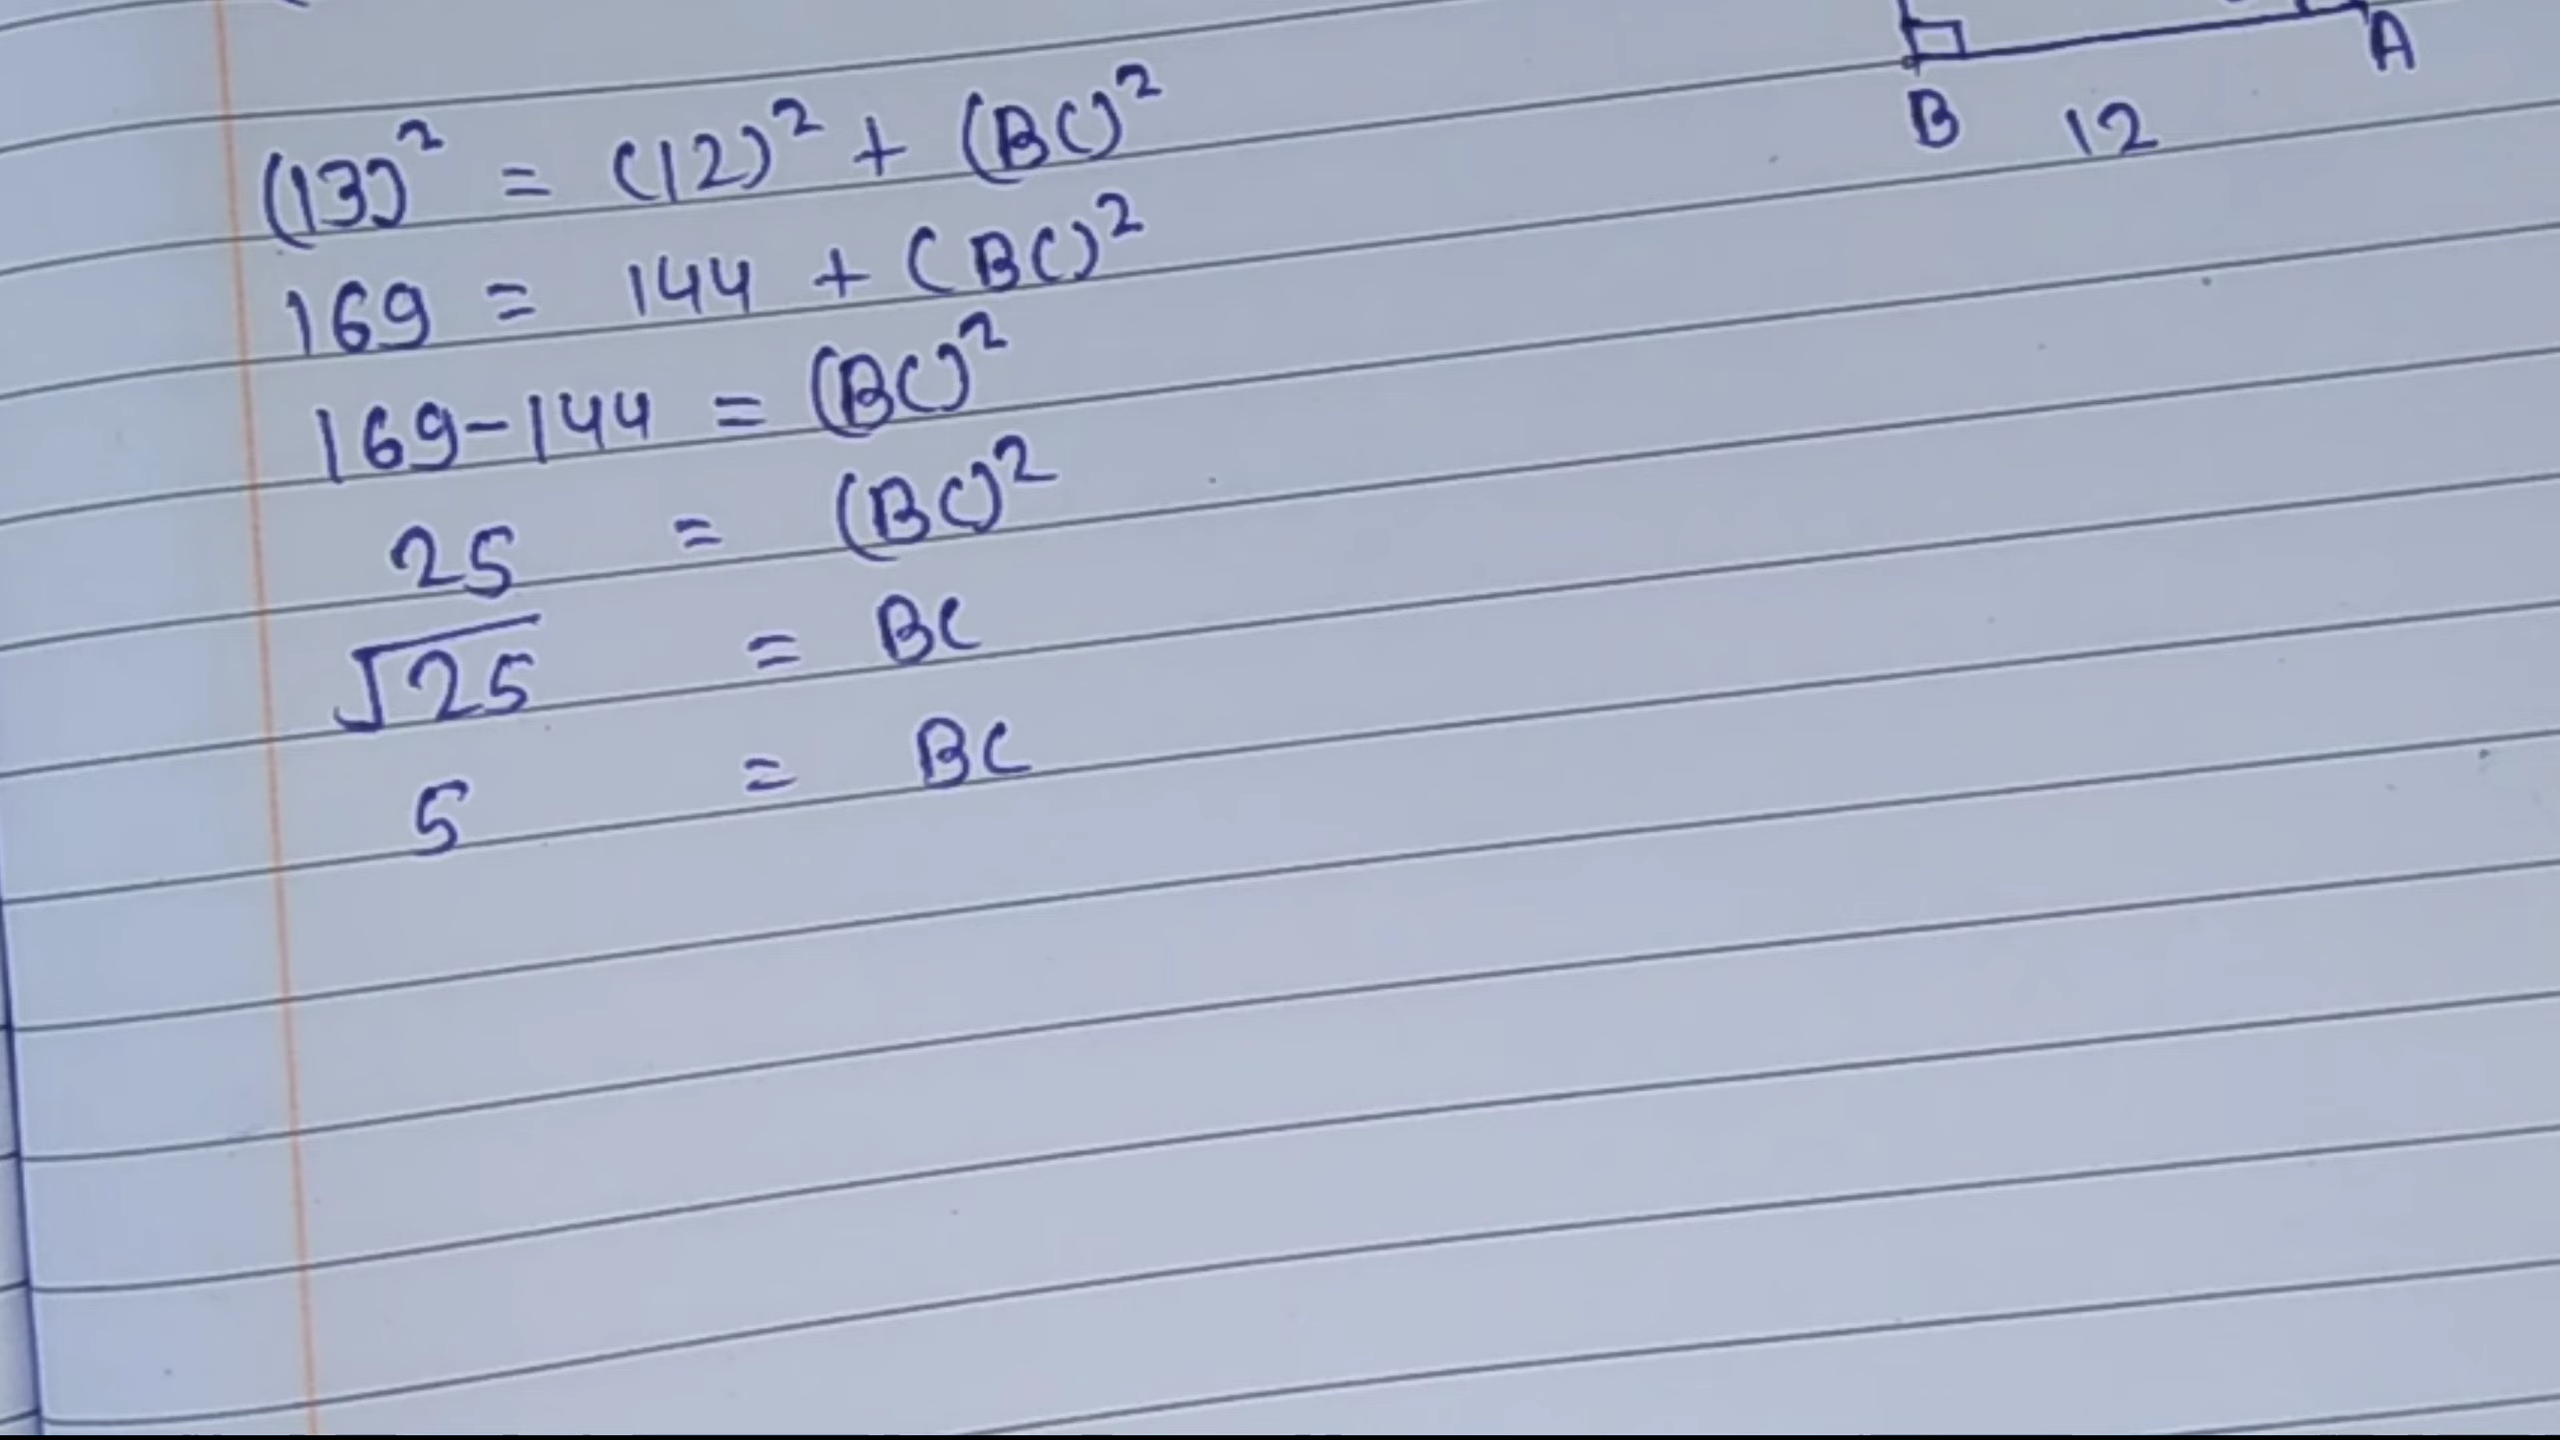 A
B 12
(13)² = (12)² + (BC)²
169 = 144 + (BC)²
169-144 = (BC)²
25 = (BC)²
√25 = BC
5 = BC